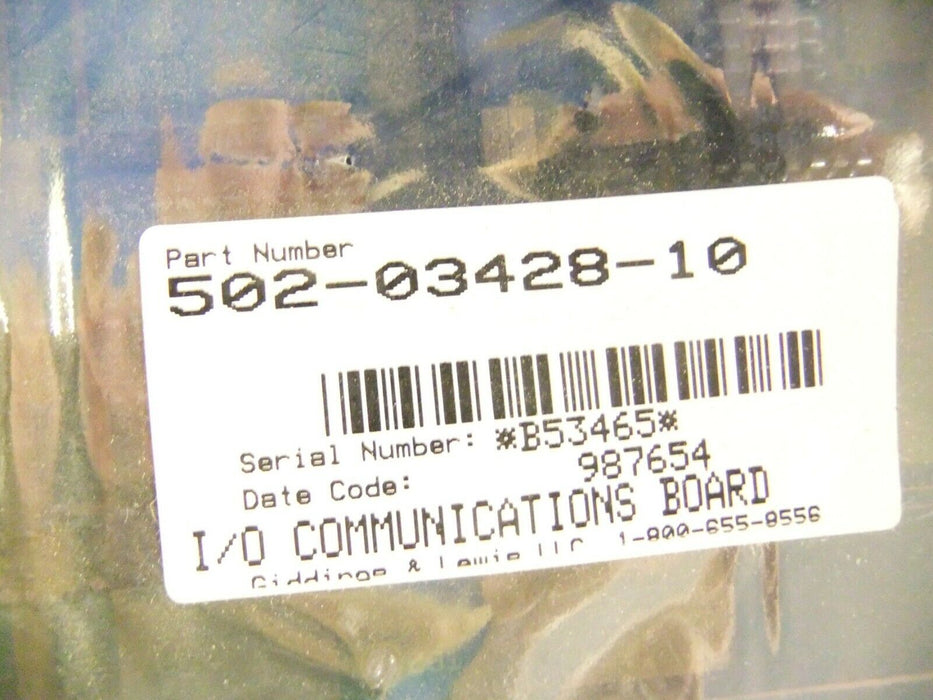 Part Number
502-03428-10
Serial Number: *B53465*
Date Code: 987654
I/O COMMUNICATIONS BOARD
Giddings & Lewis LLC 1-800-655-8556